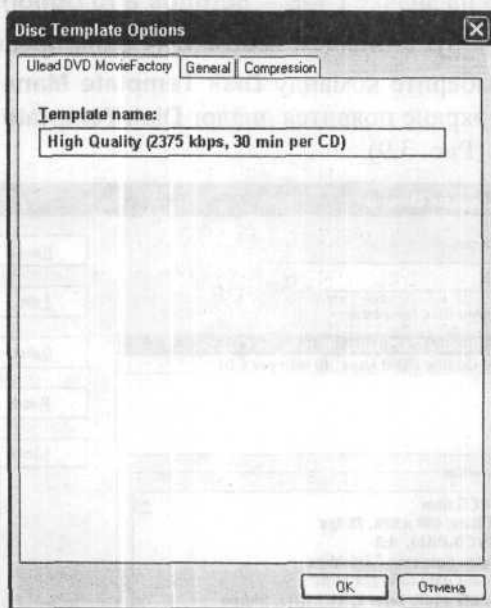 Disc Template Options
Ulead DVD MovieFactory General Compression
Template name:
High Quality (2375 kbps, 30 min per CD)
OK Отмена